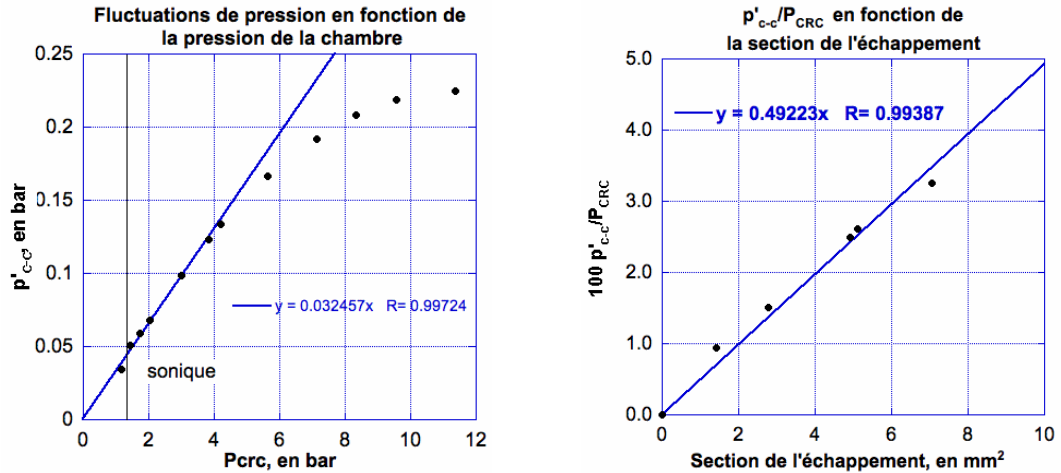 Fluctuations de pression en fonction de
la pression de la chambre
0.25
0.2
0.15
0.1
0.05
0
p'c-c, en bar
y = 0.032457x R= 0.99724
sonique
0 2 4 6 8 10 12
Pcrc, en bar
p'c-c/PCRC en fonction de
la section de l'échappement
5.0
4.0
3.0
2.0
1.0
0.0
100 p'c-c/PCRC
y = 0.49223x R= 0.99387
0 2 4 6 8 10
Section de l'échappement, en mm²